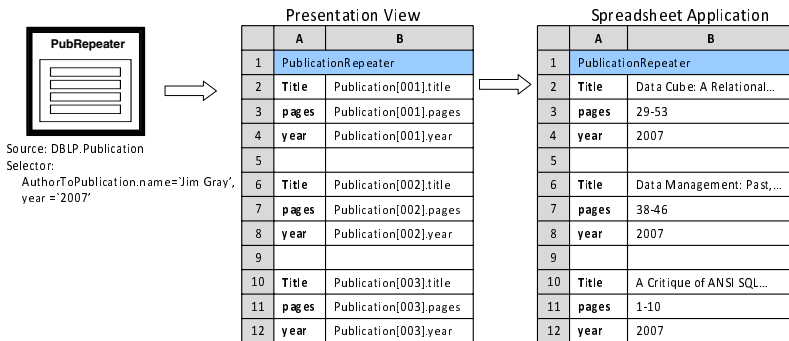 PubRepeater
Source: DBLP.Publication
Selector:
AuthorToPublication.name=‘Jim Gray’,
year =‘2007’
Presentation View
A B
1 PublicationRepeater
2 Title Publication[001].title
3 pages Publication[001].pages
4 year Publication[001].year
5
6 Title Publication[002].title
7 pages Publication[002].pages
8 year Publication[002].year
9
10 Title Publication[003].title
11 pages Publication[003].pages
12 year Publication[003].year
Spreadsheet Application
A B
1 PublicationRepeater
2 Title Data Cube: A Relational...
3 pages 29-53
4 year 2007
5
6 Title Data Management: Past,...
7 pages 38-46
8 year 2007
9
10 Title A Critique of ANSI SQL...
11 pages 1-10
12 year 2007